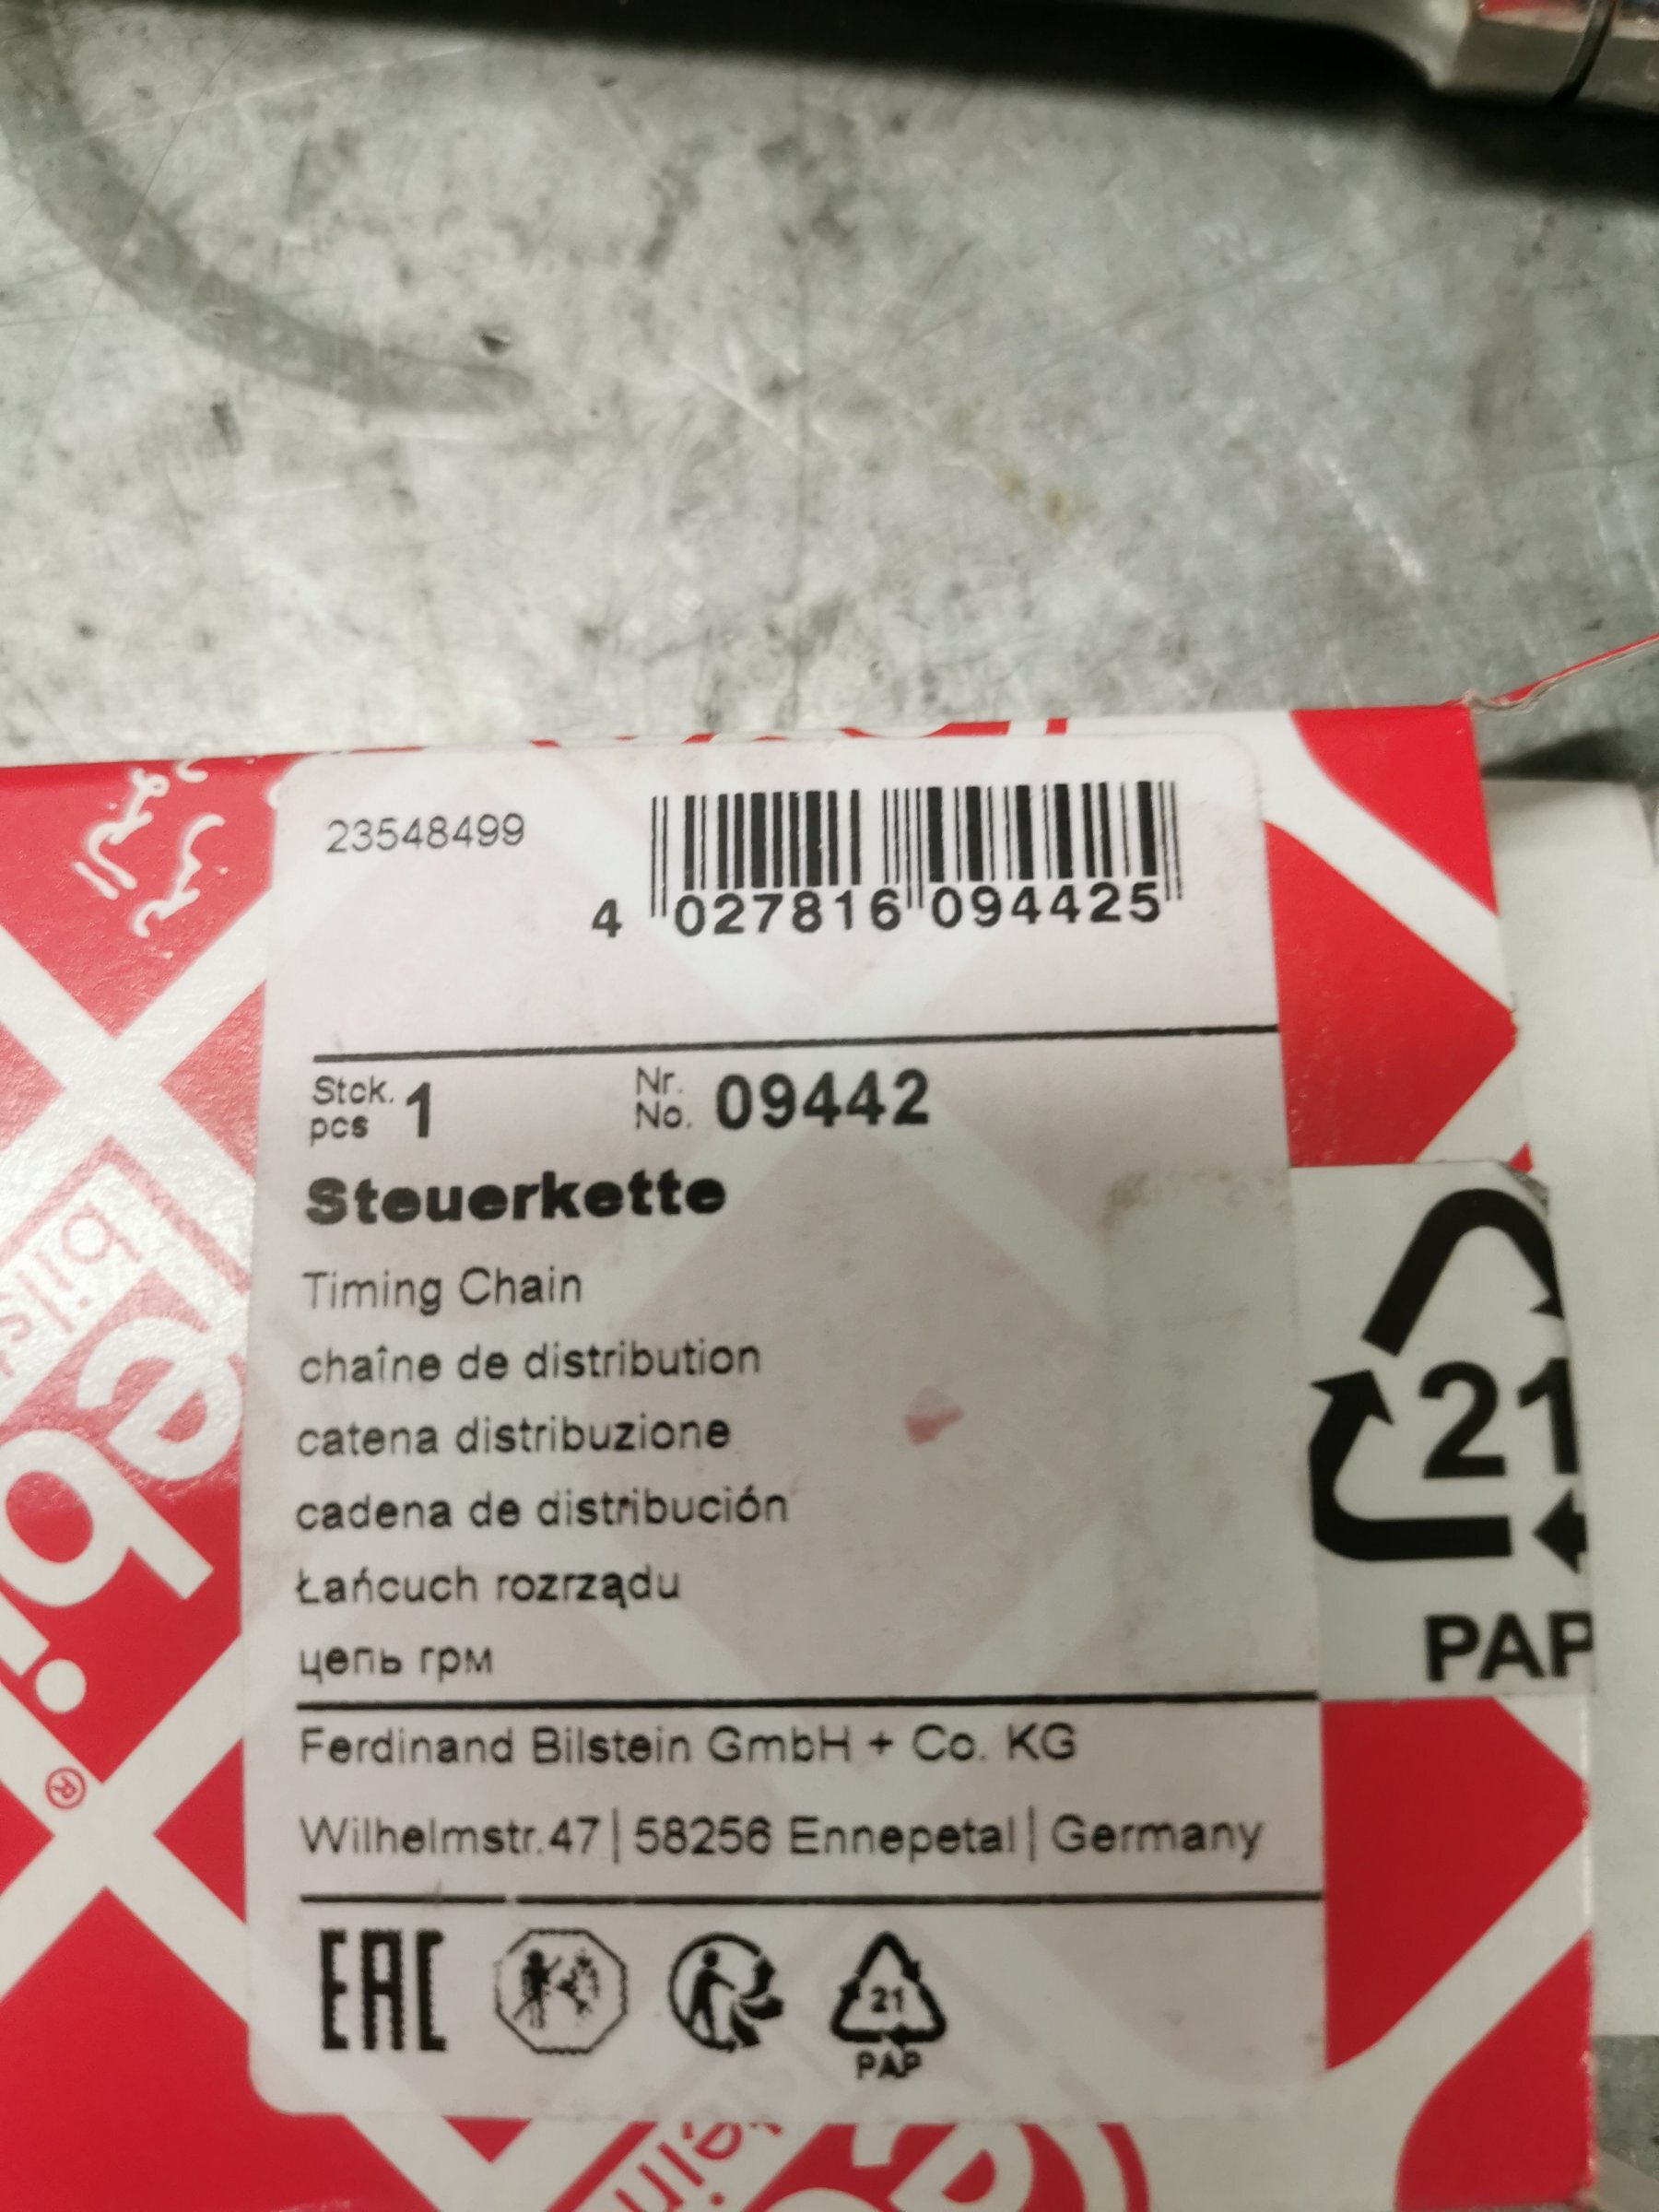 23548499
4 027816 094425
Stck.
pcs 1
Nr.
No. 09442
Steuerkette
Timing Chain
chaîne de distribution
catena distribuzione
cadena de distribución
Łańcuch rozrządu
цепь грм
Ferdinand Bilstein GmbH + Co. KG
Wilhelmstr.47|58256 Ennepetal|Germany
EAC
21
PAP
21
PAP
bils
febi
®